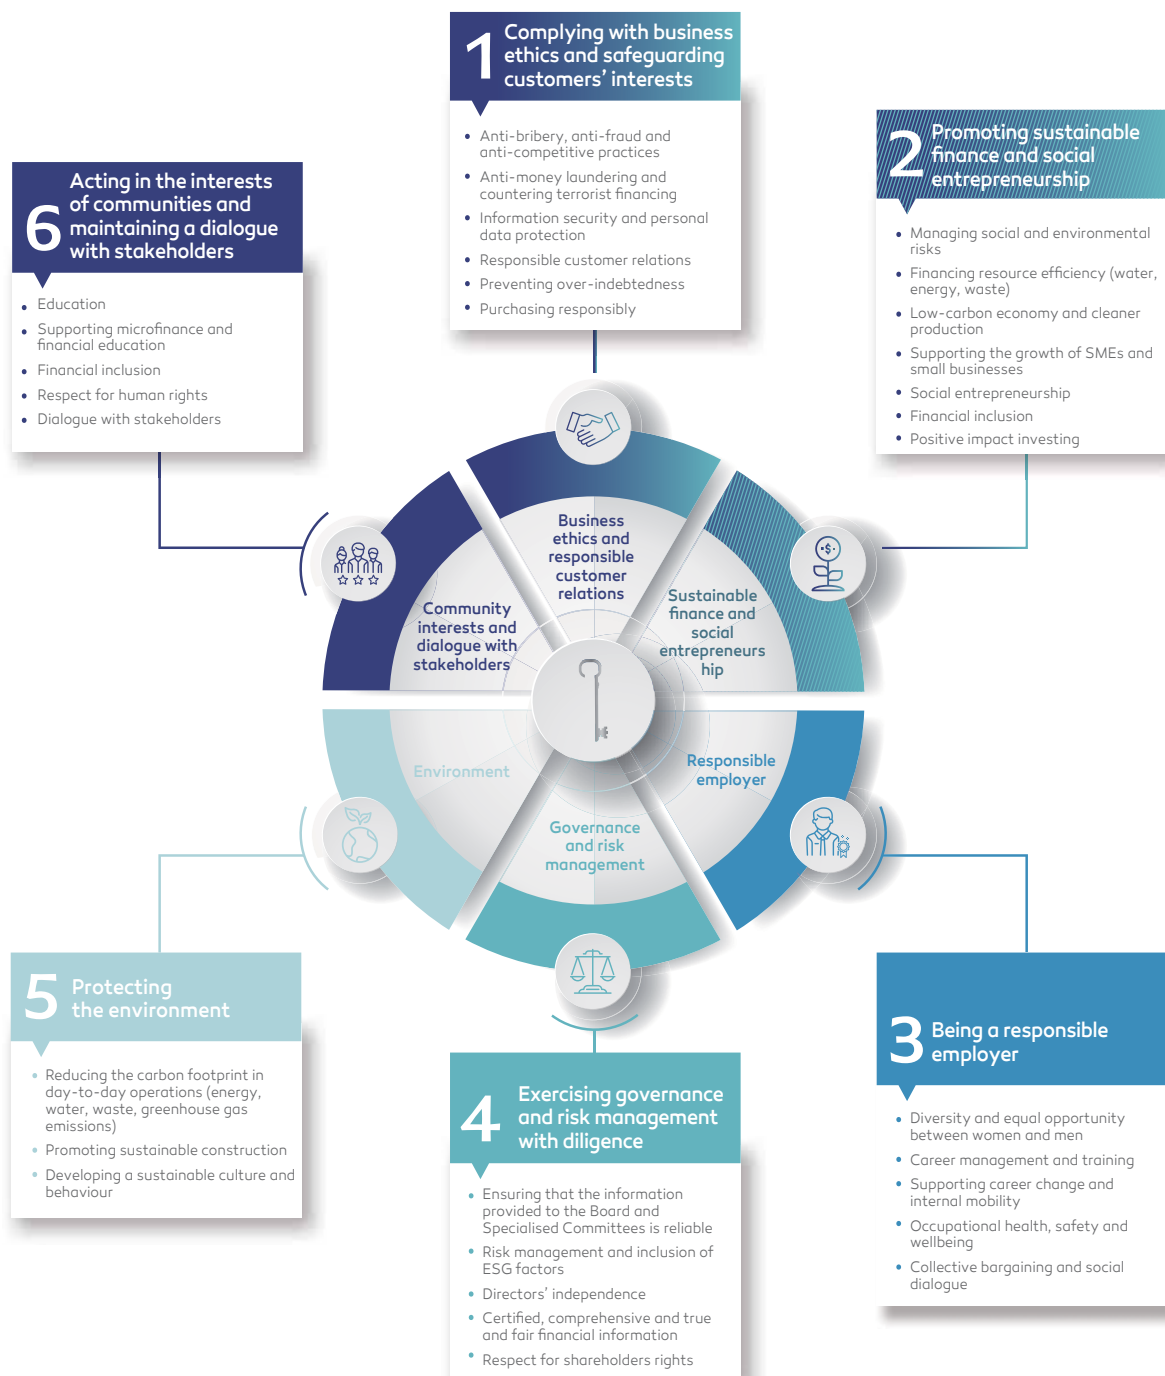 1
Complying with business
ethics and safeguarding
customers’ interests
• Anti-bribery, anti-fraud and
anti-competitive practices
• Anti-money laundering and
countering terrorist financing
• Information security and personal
data protection
• Responsible customer relations
• Preventing over-indebtedness
• Purchasing responsibly
2
Promoting sustainable
finance and social
entrepreneurship
• Managing social and environmental
risks
• Financing resource efficiency (water,
energy, waste)
• Low-carbon economy and cleaner
production
• Supporting the growth of SMEs and
small businesses
• Social entrepreneurship
• Financial inclusion
• Positive impact investing
6
Acting in the interests
of communities and
maintaining a dialogue
with stakeholders
• Education
• Supporting microfinance and
financial education
• Financial inclusion
• Respect for human rights
• Dialogue with stakeholders
Business
ethics and
responsible
customer
relations
Sustainable
finance and
social
entrepreneurs
hip
Community
interests and
dialogue with
stakeholders
$
Environment
Responsible
employer
Governance
and risk
management
5
Protecting
the environment
• Reducing the carbon footprint in
day-to-day operations (energy,
water, waste, greenhouse gas
emissions)
• Promoting sustainable construction
• Developing a sustainable culture and
behaviour
4
Exercising governance
and risk management
with diligence
• Ensuring that the information
provided to the Board and
Specialised Committees is reliable
• Risk management and inclusion of
ESG factors
• Directors’ independence
• Certified, comprehensive and true
and fair financial information
• Respect for shareholders rights
3
Being a responsible
employer
• Diversity and equal opportunity
between women and men
• Career management and training
• Supporting career change and
internal mobility
• Occupational health, safety and
wellbeing
• Collective bargaining and social
dialogue